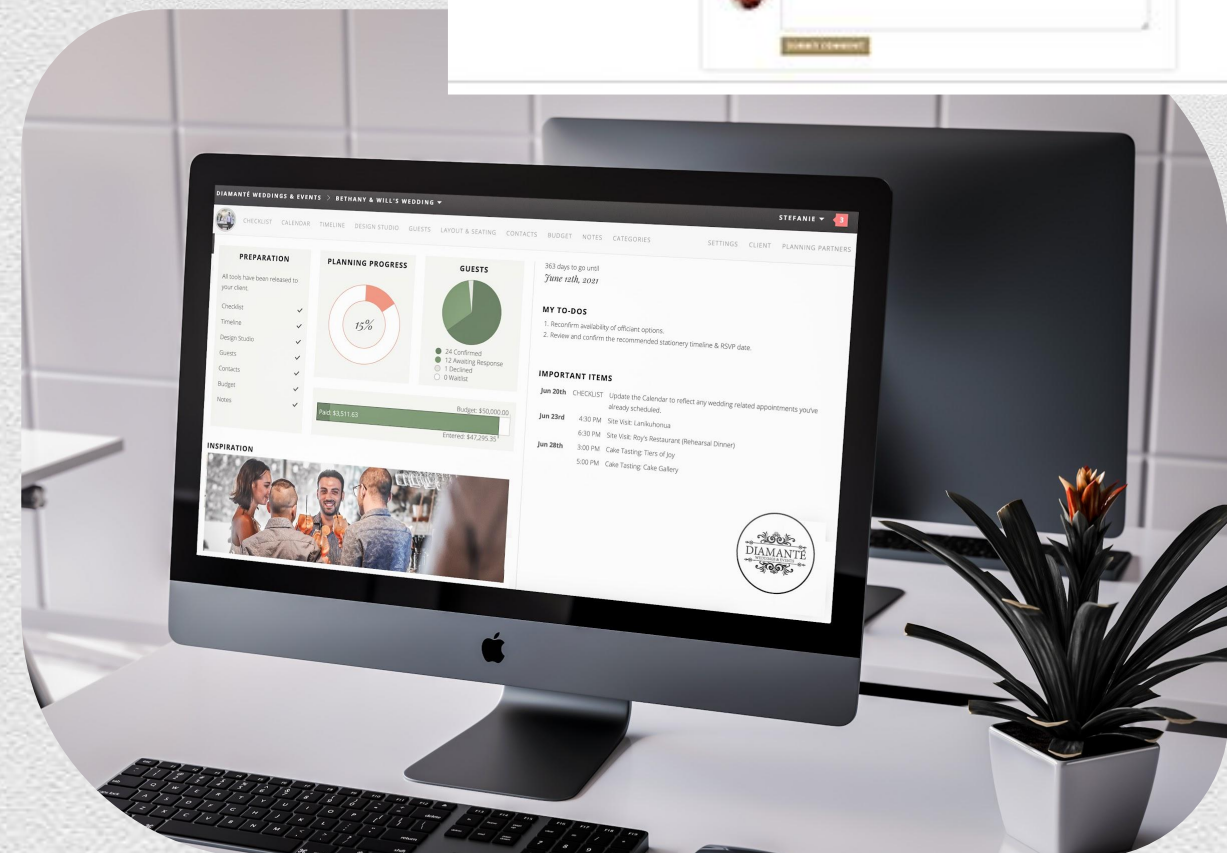 SUBMIT COMMENT
DIAMANTÉ WEDDINGS & EVENTS > BETHANY & WILL'S WEDDING
STEFANIE
3
CHECKLIST CALENDAR TIMELINE DESIGN STUDIO GUESTS LAYOUT & SEATING CONTACTS BUDGET NOTES CATEGORIES SETTINGS CLIENT PLANNING PARTNERS
PREPARATION
All tools have been released to
your client.
Checklist
Timeline
Design Studio
Guests
Contacts
Budget
Notes
PLANNING PROGRESS
15%
GUESTS
24 Confirmed
12 Awaiting Response
1 Declined
0 Waitlist
Budget: $50,000.00
Paid: $3,511.63
Entered: $47,295.35
INSPIRATION
363 days to go until
June 12th, 2021
MY TO-DOS
1. Reconfirm availability of officiant options.
2. Review and confirm the recommended stationery timeline & RSVP date.
IMPORTANT ITEMS
Jun 20th CHECKLIST Update the Calendar to reflect any wedding related appointments you've
already scheduled.
Jun 23rd 4:30 PM Site Visit: Lanikuhonua
6:30 PM Site Visit: Roy's Restaurant (Rehearsal Dinner)
Jun 28th 3:00 PM Cake Tasting: Tiers of Joy
5:00 PM Cake Tasting: Cake Gallery
DIAMANTÉ
WEDDINGS & EVENTS